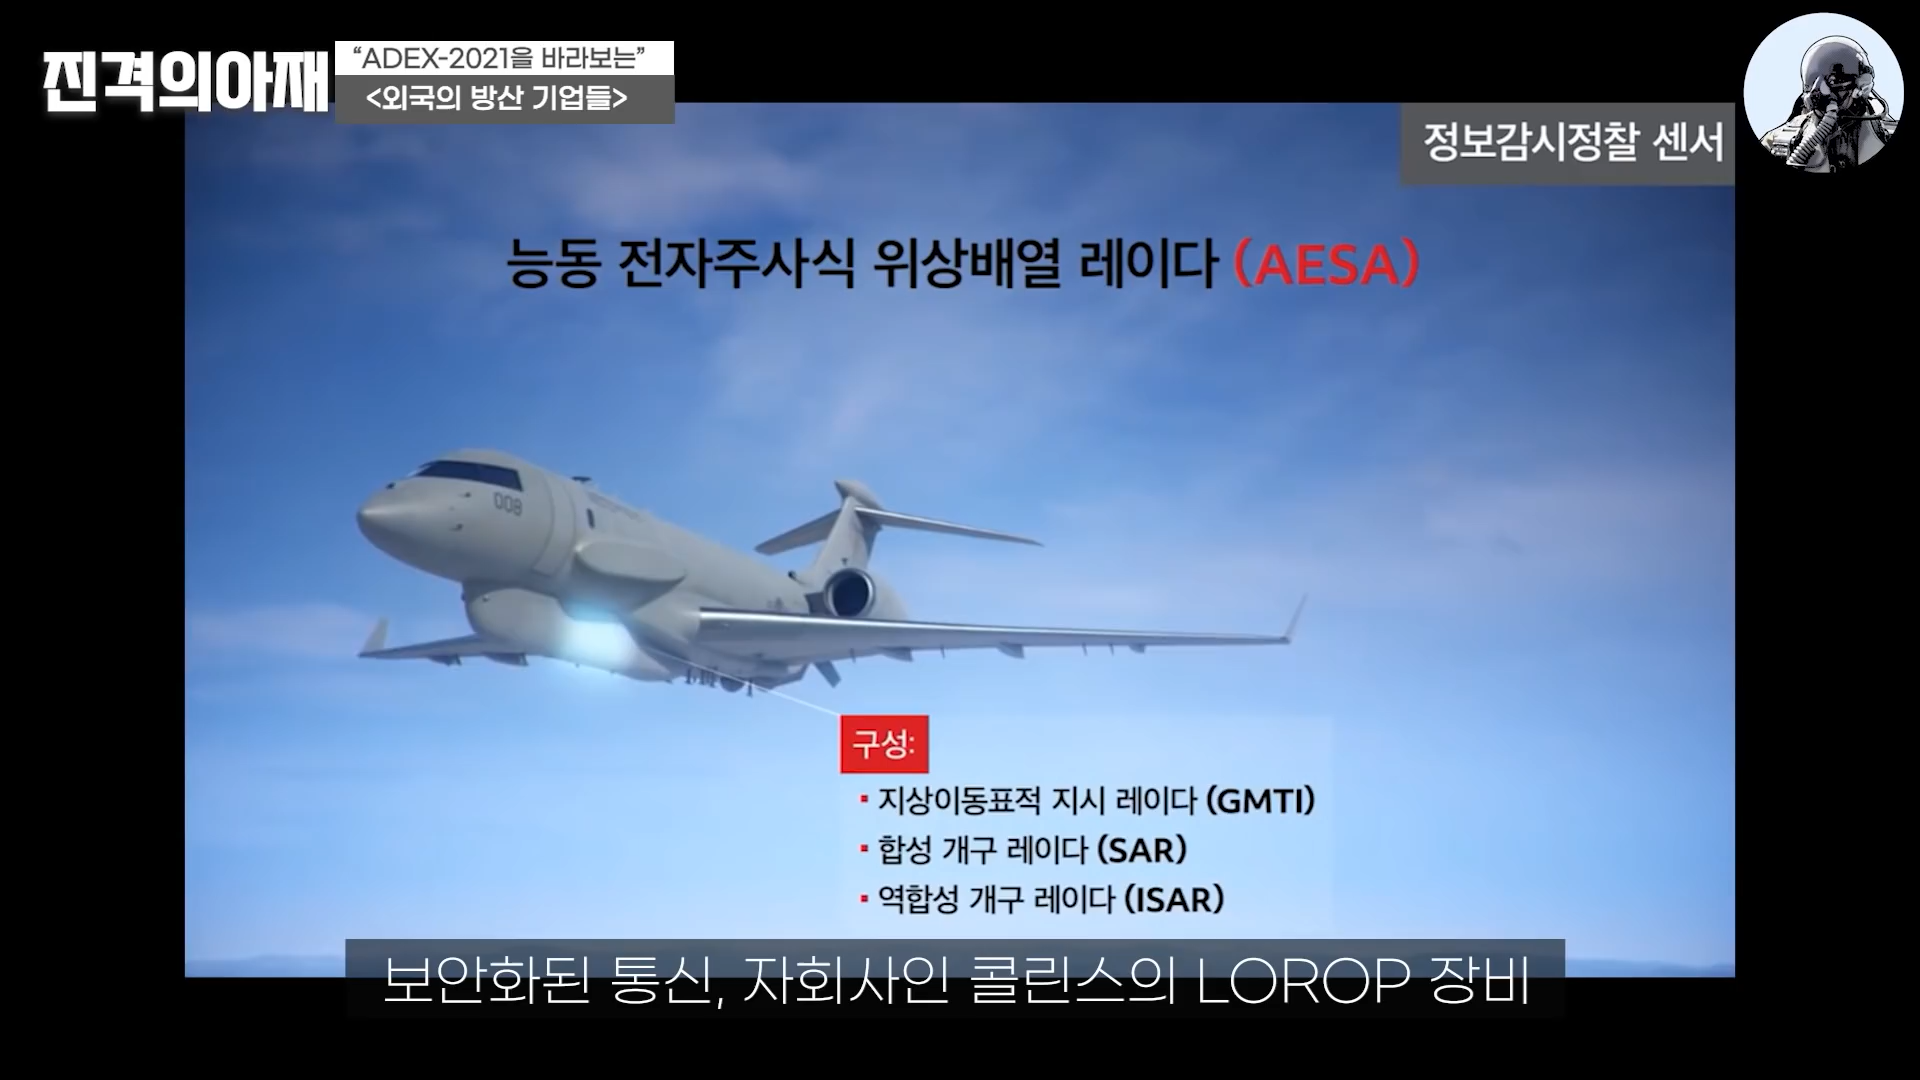 진격의아재
“ADEX-2021을 바라보는”
<외국의 방산 기업들>
정보감시정찰 센서
능동 전자주사식 위상배열 레이다 (AESA)
008
구성:
▪ 지상이동표적 지시 레이다 (GMTI)
▪ 합성 개구 레이다 (SAR)
▪ 역합성 개구 레이다 (ISAR)
보안화된 통신, 자회사인 콜린스의 LOROP 장비